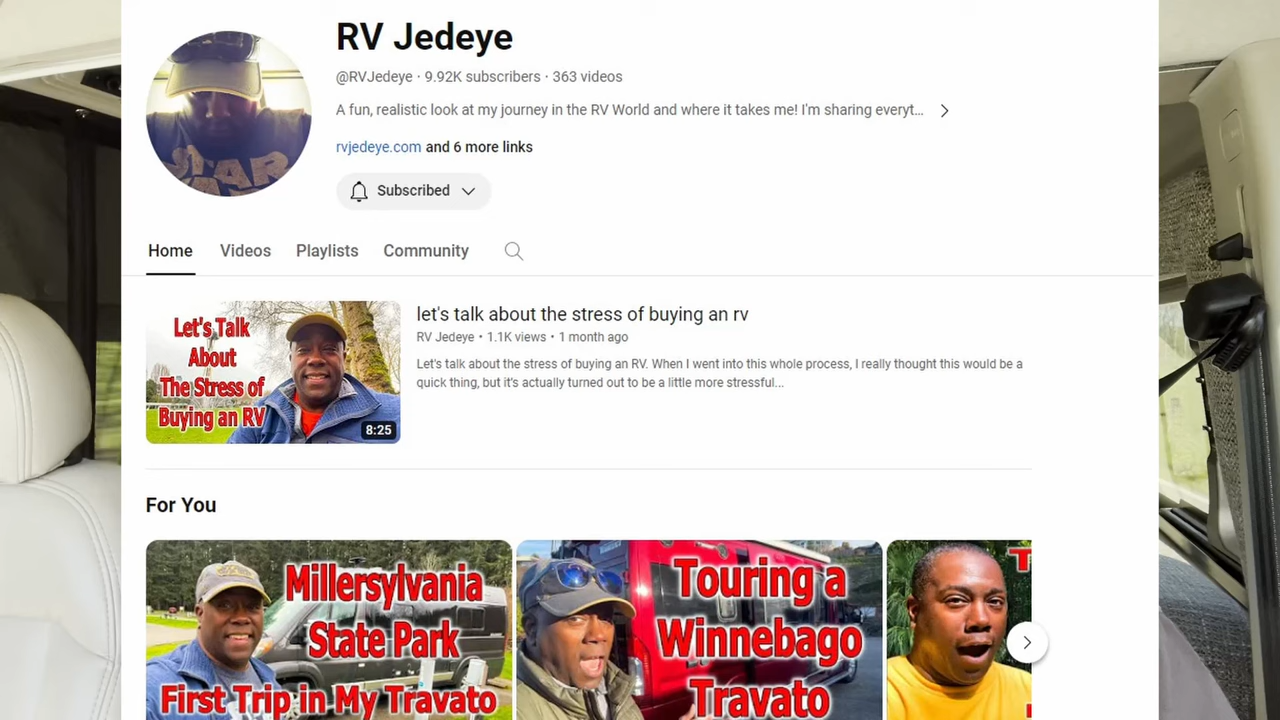 RV Jedeye
@RVJedeye · 9.92K subscribers · 363 videos
A fun, realistic look at my journey in the RV World and where it takes me! I'm sharing everyt...
rvjedeye.com and 6 more links
Subscribed
Home Videos Playlists Community
Let's Talk
About
The Stress of
Buying an RV
8:25
let's talk about the stress of buying an rv
RV Jedeye • 1.1K views • 1 month ago
Let's talk about the stress of buying an RV. When I went into this whole process, I really thought this would be a
quick thing, but it's actually turned out to be a little more stressful...
For You
Millersylvania
State Park
First Trip in My Travato
Touring a
Winnebago
Travato
T